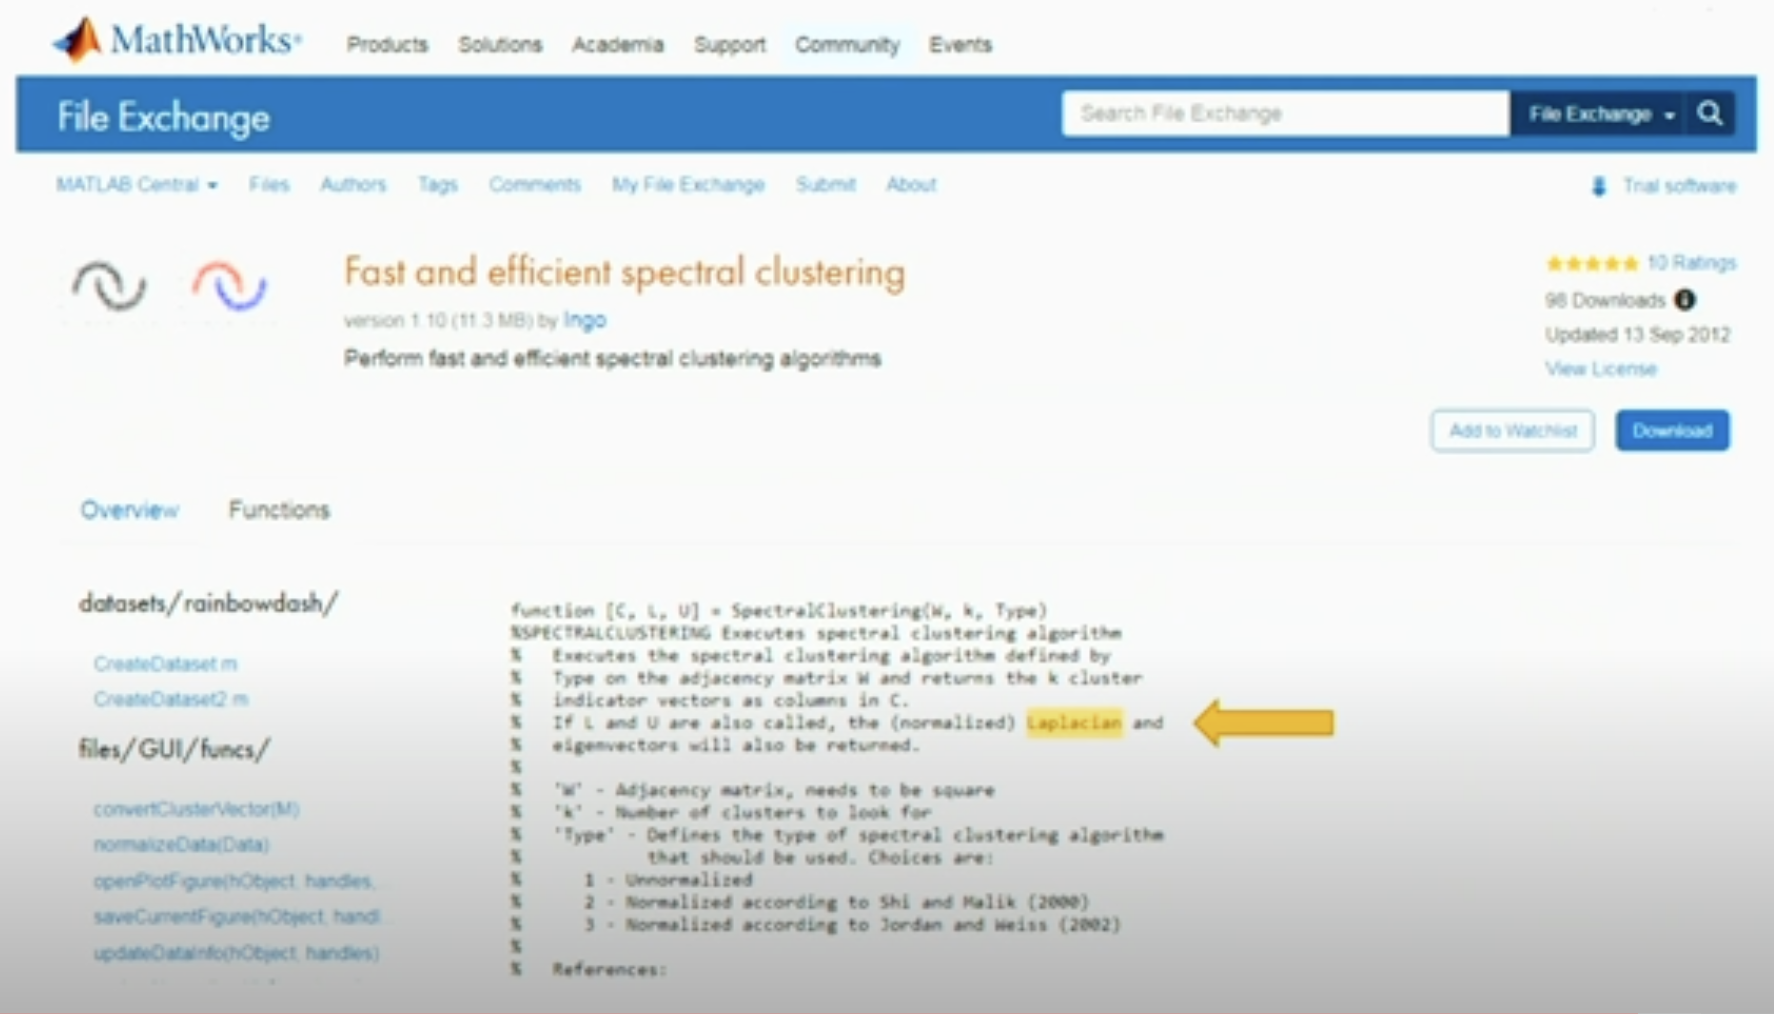 MathWorks®
Products Solutions Academia Support Community Events
File Exchange
Search File Exchange
File Exchange
MATLAB Central Files Authors Tags Comments My File Exchange Submit About
Trial software
Fast and efficient spectral clustering
version 1.10 (11.3 MB) by Ingo
Perform fast and efficient spectral clustering algorithms
10 Ratings
98 Downloads
Updated 13 Sep 2012
View License
Add to Watchlist
Download
Overview Functions
datasets/rainbowdash/
CreateDataset.m
CreateDataset2.m
files/GUI/funcs/
convertClusterVector(M)
normalizeData(Data)
openPlotFigure(hObject, handles,
saveCurrentFigure(hObject, handl...
updateDataInfo(hObject, handles)
function [C, L, U] = SpectralClustering(W, k, Type)
%SPECTRALCLUSTERING Executes spectral clustering algorithm
% Executes the spectral clustering algorithm defined by
% Type on the adjacency matrix W and returns the k cluster
% indicator vectors as columns in C.
% If L and U are also called, the (normalized) Laplacian and
% eigenvectors will also be returned.
%
% 'W' - Adjacency matrix, needs to be square
% 'k' - Number of clusters to look for
% 'Type' - Defines the type of spectral clustering algorithm
% that should be used. Choices are:
% 1 - Unnormalized
% 2 - Normalized according to Shi and Malik (2000)
% 3 - Normalized according to Jordan and Weiss (2002)
%
% References: